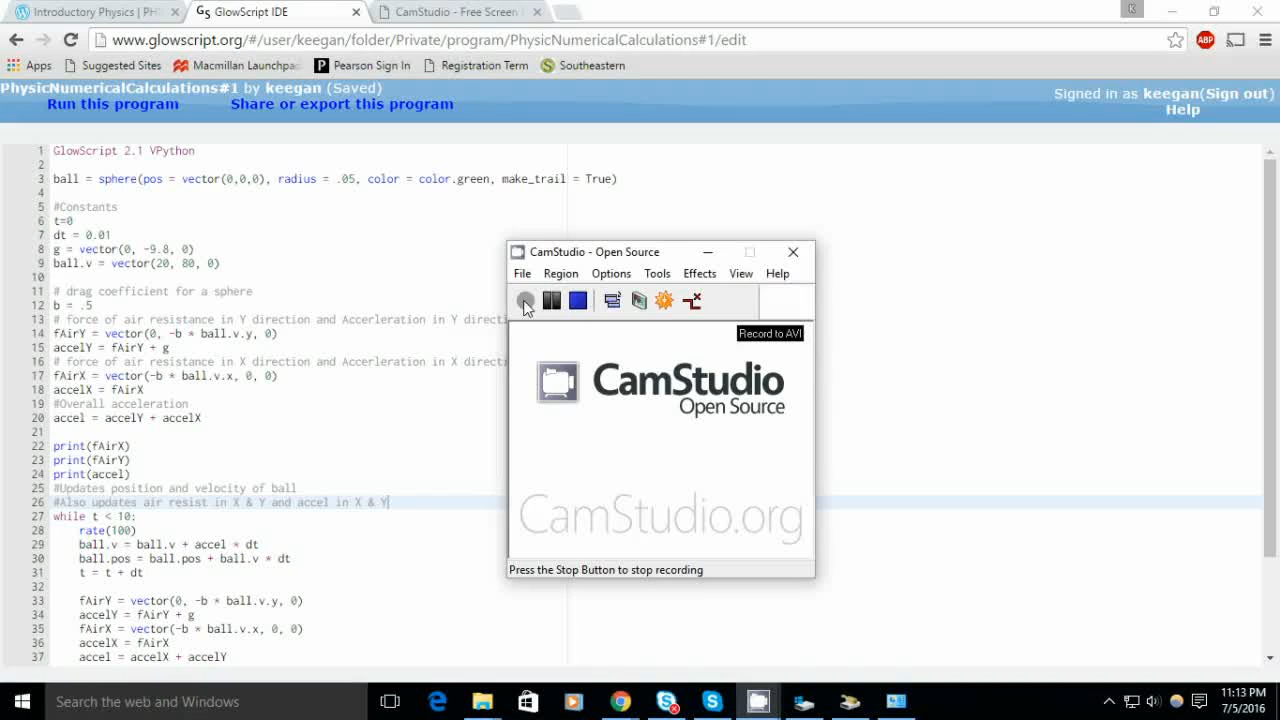 Introductory Physics | PH
GlowScript IDE
CamStudio - Free Screen
www.glowscript.org/#/user/keegan/folder/Private/program/PhysicNumericalCalculations#1/edit
ABP
Apps
Suggested Sites
Macmillan Launchpad
Pearson Sign In
Registration Term
Southeastern
PhysicNumericalCalculations#1 by keegan (Saved)
Run this program
Share or export this program
Signed in as keegan(Sign out)
Help
1 GlowScript 2.1 VPython
2
3 ball = sphere(pos = vector(0,0,0), radius = .05, color = color.green, make_trail = True)
4
5 #Constants
6 t=0
7 dt = 0.01
8 g = vector(0, -9.8, 0)
9 ball.v = vector(20, 80, 0)
10
11 # drag coefficient for a sphere
12 b = .5
13 # force of air resistance in Y direction and Accerleration in Y directi
14 fAirY = vector(0, -b * ball.v.y, 0)
15 accelY = fAirY + g
16 # force of air resistance in X direction and Accerleration in X directi
17 fAirX = vector(-b * ball.v.x, 0, 0)
18 accelX = fAirX
19 #Overall acceleration
20 accel = accelY + accelX
21
22 print(fAirX)
23 print(fAirY)
24 print(accel)
25 #Updates position and velocity of ball
26 #Also updates air resist in X & Y and accel in X & Y
27 while t < 10:
28 rate(100)
29 ball.v = ball.v + accel * dt
30 ball.pos = ball.pos + ball.v * dt
31 t = t + dt
32
33 fAirY = vector(0, -b * ball.v.y, 0)
34 accelY = fAirY + g
35 fAirX = vector(-b * ball.v.x, 0, 0)
36 accelX = fAirX
37 accel = accelX + accelY
CamStudio - Open Source
File Region Options Tools Effects View Help
Record to AVI
CamStudio
Open Source
CamStudio.org
Press the Stop Button to stop recording
Search the web and Windows
11:13 PM
7/5/2016